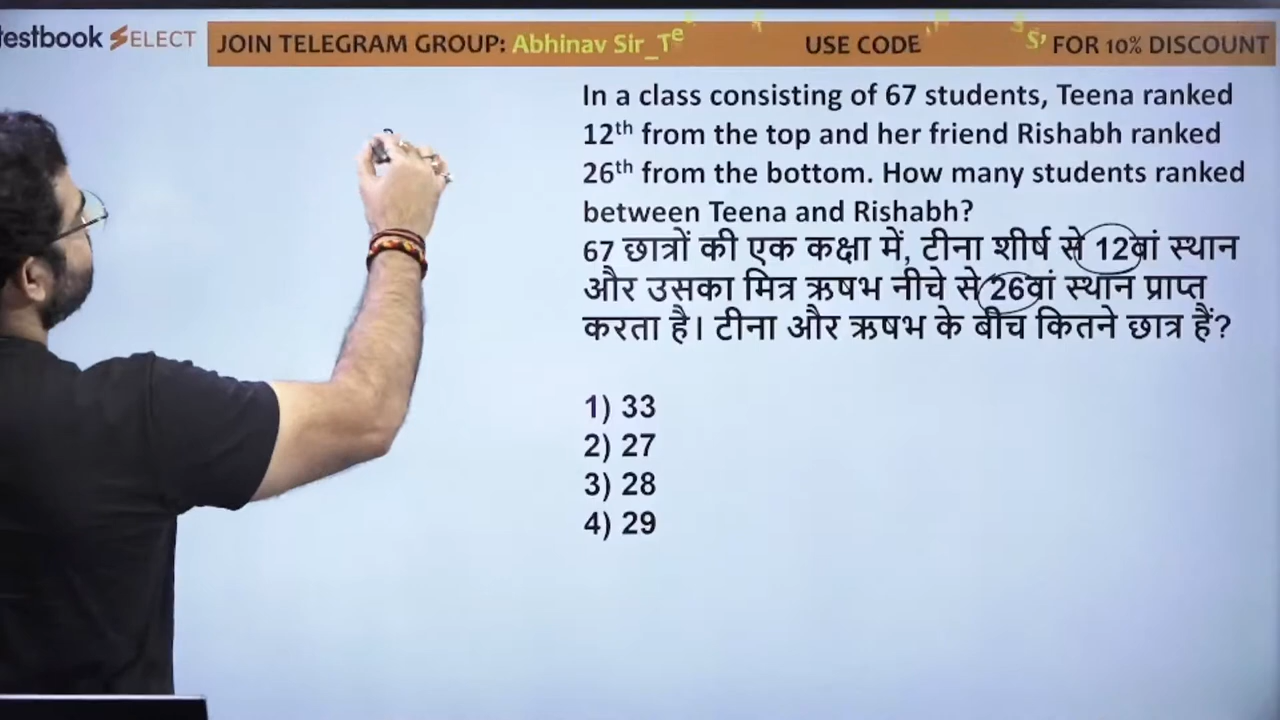 testbook SELECT
JOIN TELEGRAM GROUP: Abhinav Sir_Te
USE CODE
FOR 10% DISCOUNT
In a class consisting of 67 students, Teena ranked
12th from the top and her friend Rishabh ranked
26th from the bottom. How many students ranked
between Teena and Rishabh?
67 छात्रों की एक कक्षा में, टीना शीर्ष से 12वां स्थान
और उसका मित्र ऋषभ नीचे से 26वां स्थान प्राप्त
करता है। टीना और ऋषभ के बीच कितने छात्र हैं?
1) 33
2) 27
3) 28
4) 29